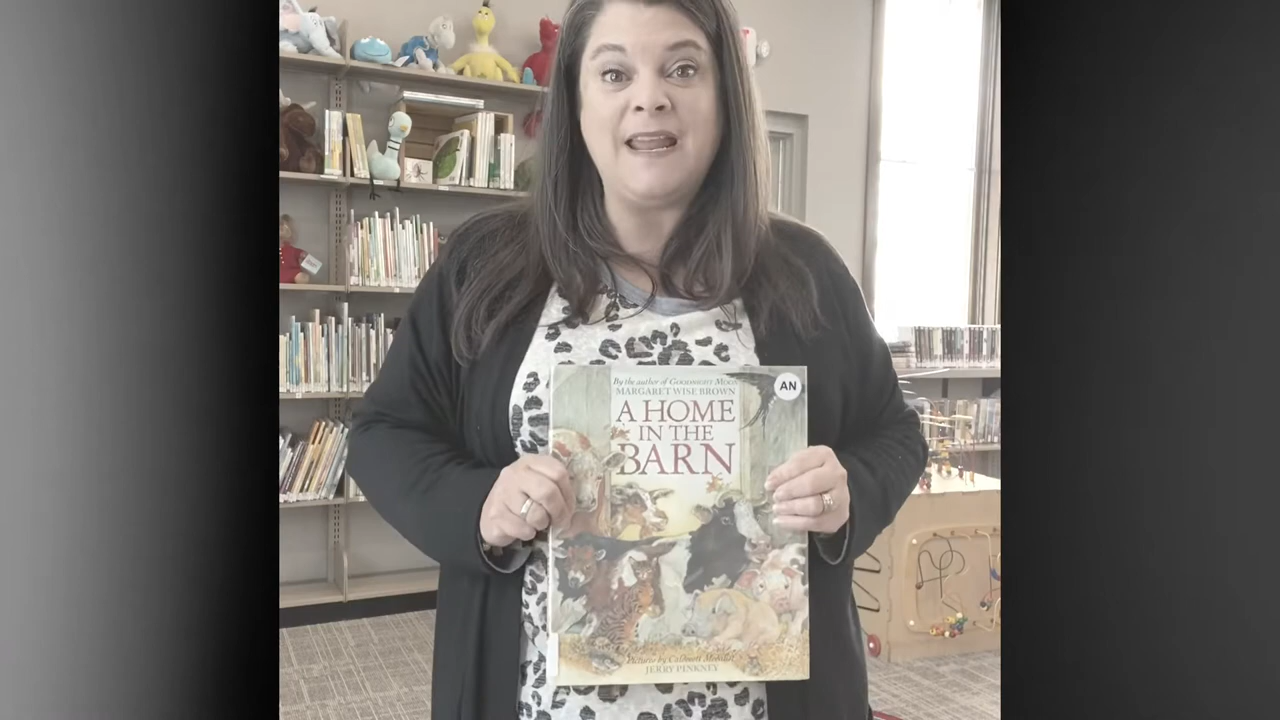 By the author of GOODNIGHT MOON
MARGARET WISE BROWN
AN
A HOME
IN THE
BARN
Pictures by Caldecott Medalist
JERRY PINKNEY